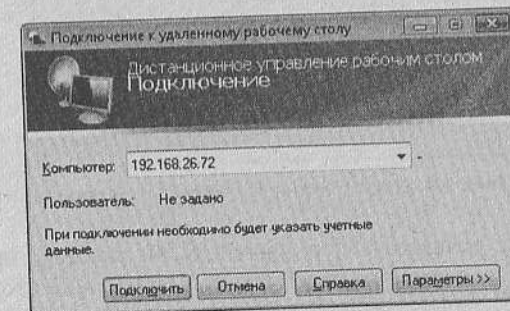 Подключение к удаленному рабочему столу
Дистанционное управление рабочим столом
Подключение
Компьютер: 192.168.26.72
Пользователь: Не задано
При подключении необходимо будет указать учетные
данные.
Подключить Отмена Справка Параметры >>